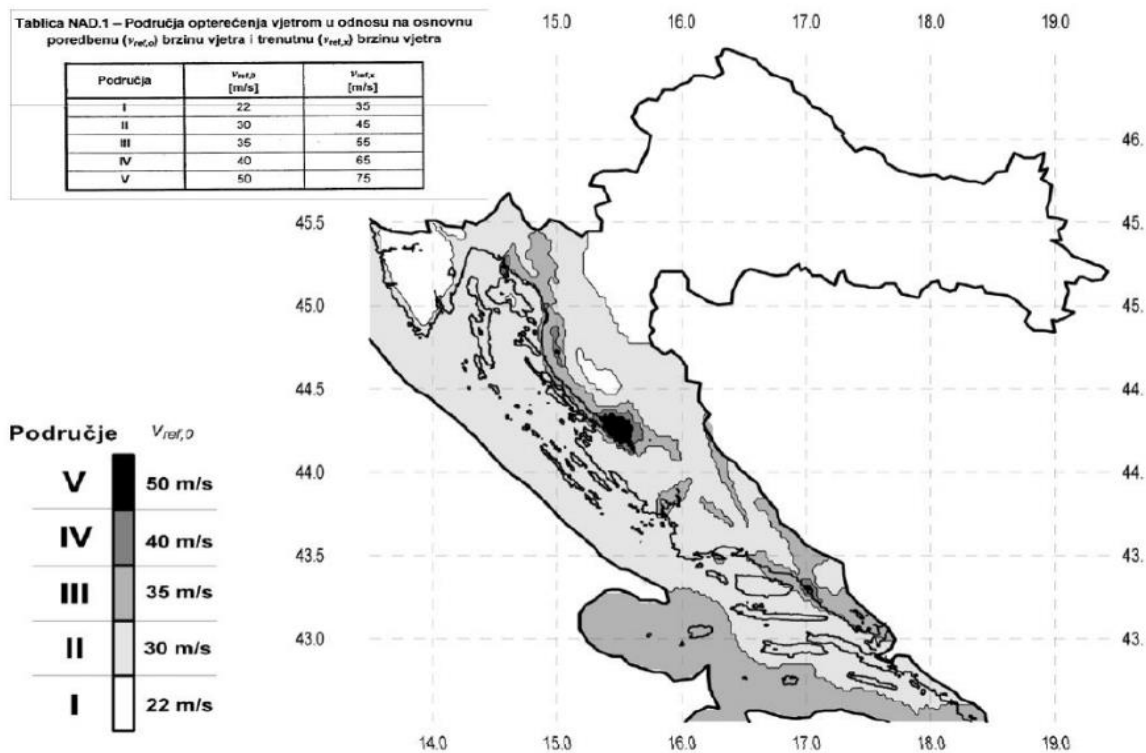 Tablica NAD.1 – Područja opterećenja vjetrom u odnosu na osnovnu
poredbenu (vref,o) brzinu vjetra i trenutnu (vref,x) brzinu vjetra
Područja vref,0 [m/s] vref,x [m/s]
I 22 35
II 30 45
III 35 55
IV 40 65
V 50 75
15.0 16.0 17.0 18.0 19.0
46.
46.
45.5 45.
45.0 45.
44.5 44.
44.0 44.
43.5 43.
43.0 43.
14.0 15.0 16.0 17.0 18.0 19.0
Područje vref,0
V 50 m/s
IV 40 m/s
III 35 m/s
II 30 m/s
I 22 m/s